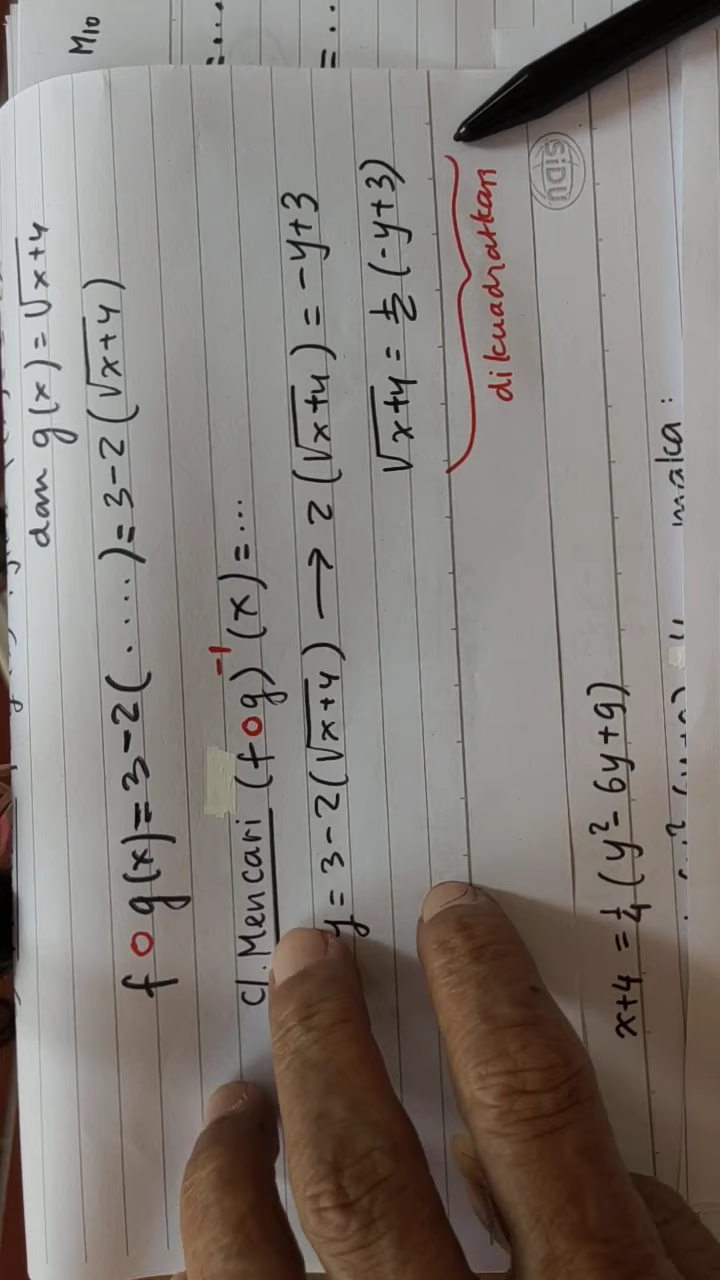 M10
dan g(x) = √x+4
f o g(x) = 3 - 2(.....) = 3 - 2(√x+4)
c). Mencari (f o g)⁻¹(x) = ...
y = 3 - 2(√x+4) → 2(√x+4) = -y+3
√x+4 = ½(-y+3)
dikuadratkan
SiDU
x+4 = ¼(y² - 6y + 9)
maka :